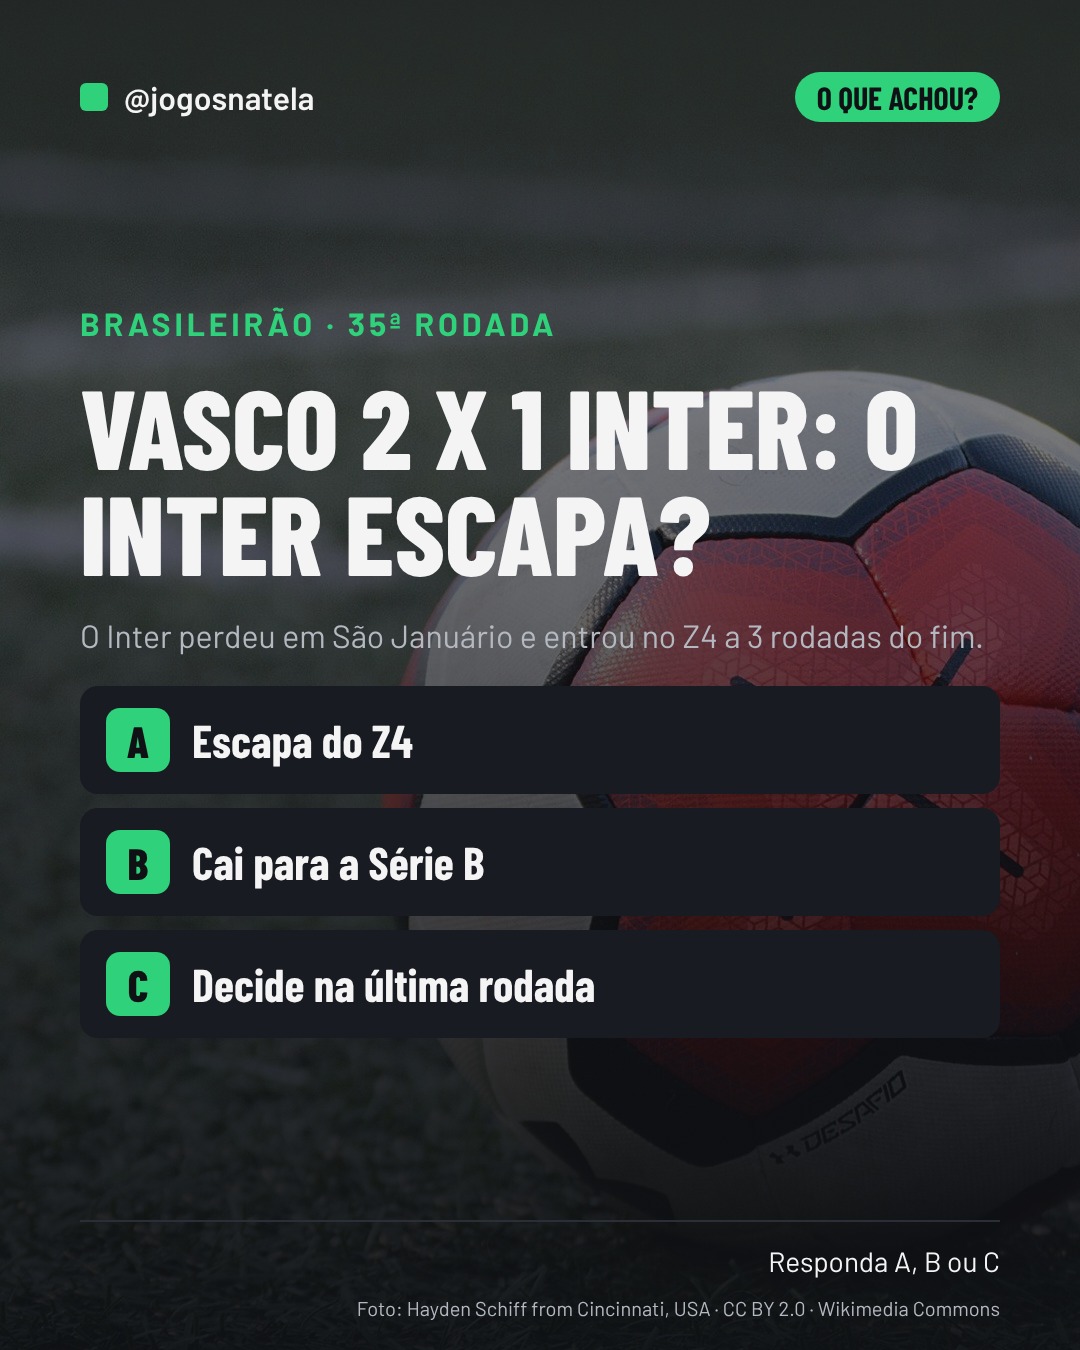 @jogosnatela
O QUE ACHOU?
BRASILEIRÃO · 35ª RODADA
VASCO 2 X 1 INTER: O
INTER ESCAPA?
O Inter perdeu em São Januário e entrou no Z4 a 3 rodadas do fim.
A Escapa do Z4
B Cai para a Série B
C Decide na última rodada
DESAFIO
Responda A, B ou C
Foto: Hayden Schiff from Cincinnati, USA · CC BY 2.0 · Wikimedia Commons